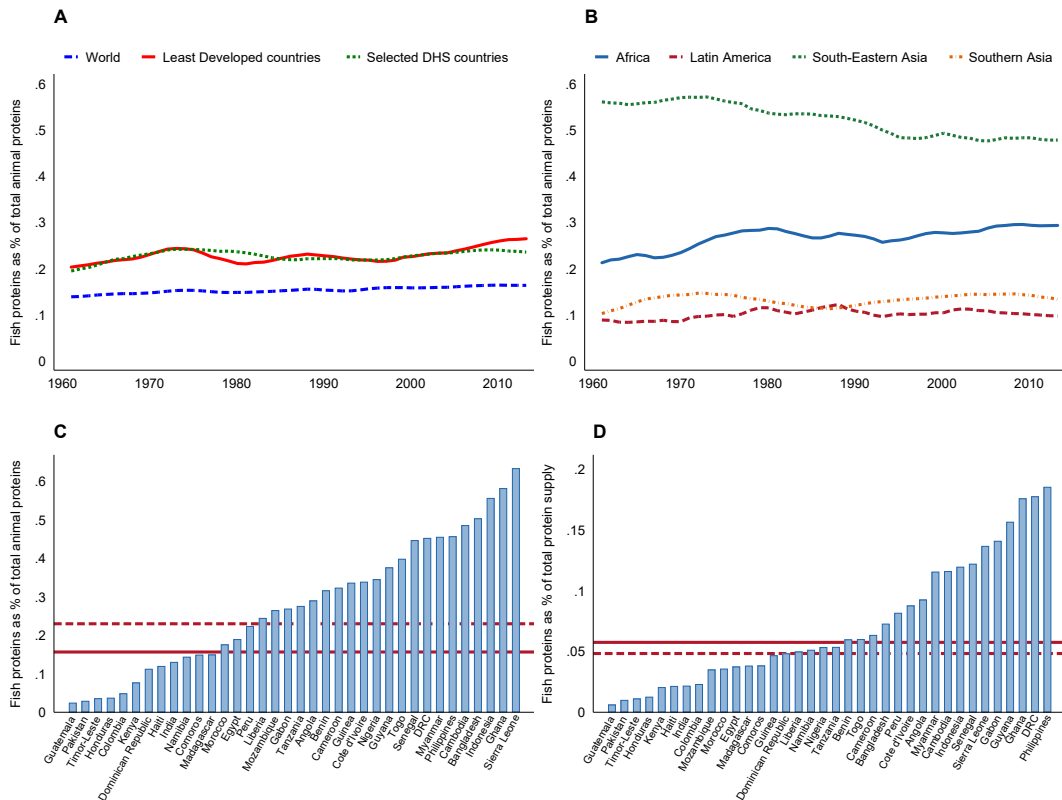 A
World Least Developed countries Selected DHS countries
Fish proteins as % of total animal proteins
.6
.5
.4
.3
.2
.1
0
1960 1970 1980 1990 2000 2010
B
Africa Latin America South-Eastern Asia Southern Asia
Fish proteins as % of total animal proteins
.6
.5
.4
.3
.2
.1
0
1960 1970 1980 1990 2000 2010
C
Fish proteins as % of total animal proteins
.6
.5
.4
.3
.2
.1
0
Guatemala
Pakistan
Timor-Leste
Honduras
Colombia
Kenya
Dominican Republic
Haiti
India
Namibia
Comoros
Madagascar
Morocco
Egypt
Peru
Liberia
Mozambique
Gabon
Tanzania
Angola
Benin
Cameroon
Guinea
Cote d'Ivoire
Nigeria
Guyana
Togo
Senegal
DRC
Myanmar
Philippines
Cambodia
Bangladesh
Indonesia
Ghana
Sierra Leone
D
Fish proteins as % of total protein supply
.2
.15
.1
.05
0
Guatemala
Pakistan
Timor-Leste
Honduras
Kenya
Haiti
India
Colombia
Mozambique
Morocco
Egypt
Madagascar
Comoros
Guinea
Dominican Republic
Liberia
Namibia
Nigeria
Tanzania
Benin
Togo
Cameroon
Bangladesh
Peru
Cote d'Ivoire
Angola
Myanmar
Cambodia
Indonesia
Senegal
Sierra Leone
Gabon
Guyana
Ghana
DRC
Philippines